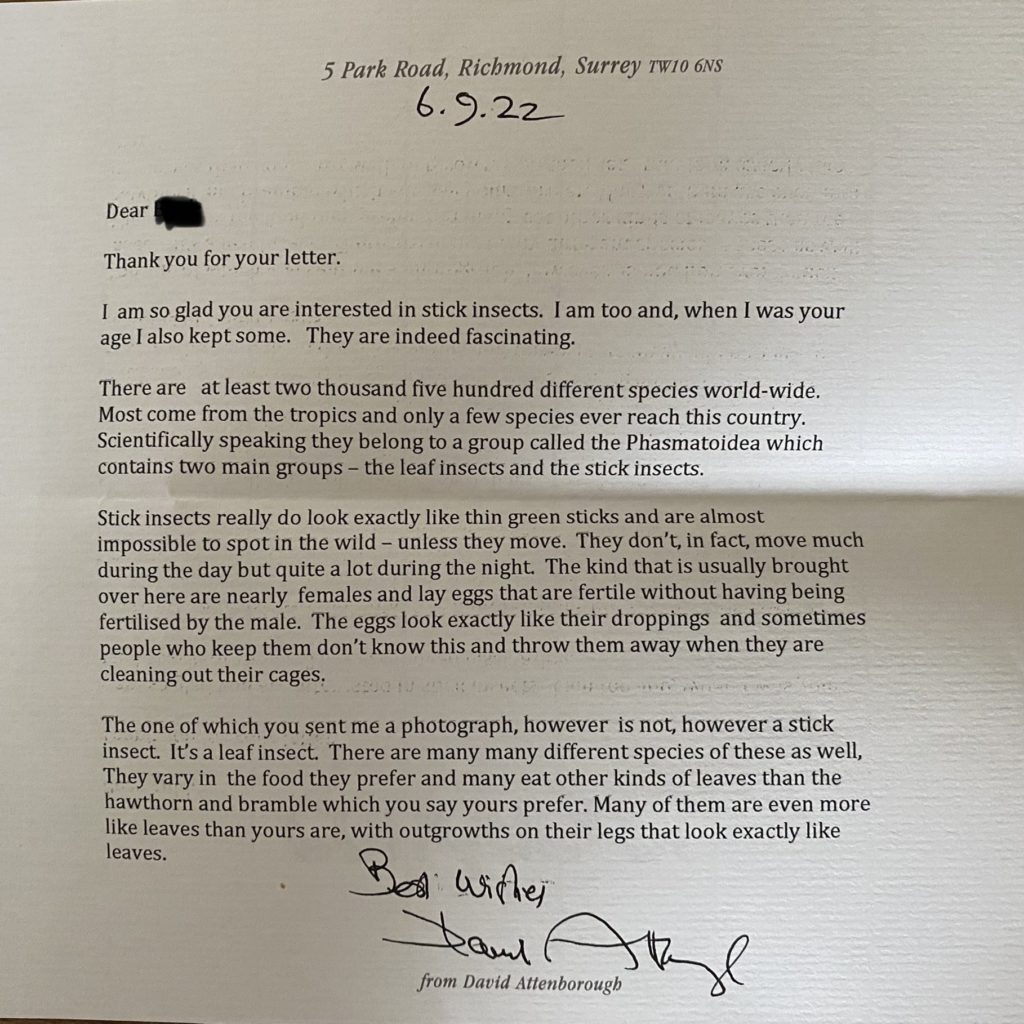 5 Park Road, Richmond, Surrey TW10 6NS
6.9.22
Dear
Thank you for your letter.
I am so glad you are interested in stick insects. I am too and, when I was your
age I also kept some. They are indeed fascinating.
There are at least two thousand five hundred different species world-wide.
Most come from the tropics and only a few species ever reach this country.
Scientifically speaking they belong to a group called the Phasmatoidea which
contains two main groups – the leaf insects and the stick insects.
Stick insects really do look exactly like thin green sticks and are almost
impossible to spot in the wild – unless they move. They don't, in fact, move much
during the day but quite a lot during the night. The kind that is usually brought
over here are nearly females and lay eggs that are fertile without having being
fertilised by the male. The eggs look exactly like their droppings and sometimes
people who keep them don't know this and throw them away when they are
cleaning out their cages.
The one of which you sent me a photograph, however is not, however a stick
insect. It's a leaf insect. There are many many different species of these as well,
They vary in the food they prefer and many eat other kinds of leaves than the
hawthorn and bramble which you say yours prefer. Many of them are even more
like leaves than yours are, with outgrowths on their legs that look exactly like
leaves.
Best wishes
David Attenborough
from David Attenborough